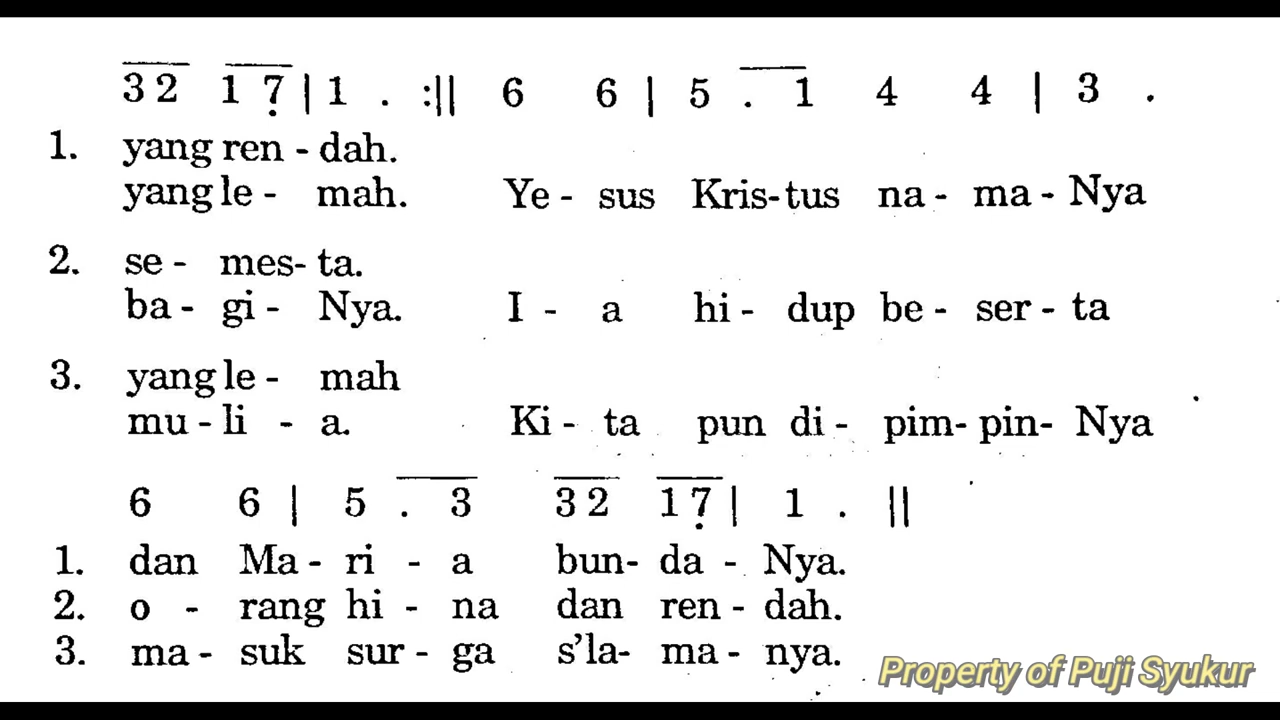 32 17̣ | 1 . :|| 6 6 | 5 . 1 4 4 | 3 .
1. yang ren - dah.
yang le - mah. Ye - sus Kris-tus na - ma - Nya
2. se - mes- ta.
ba - gi - Nya. I - a hi - dup be - ser - ta
3. yang le - mah
mu - li - a. Ki - ta pun di - pim- pin- Nya
6 6 | 5 . 3 32 17̣ | 1 . ||
1. dan Ma - ri - a bun- da - Nya.
2. o - rang hi - na dan ren - dah.
3. ma - suk sur - ga s'la- ma - nya.
Property of Puji Syukur